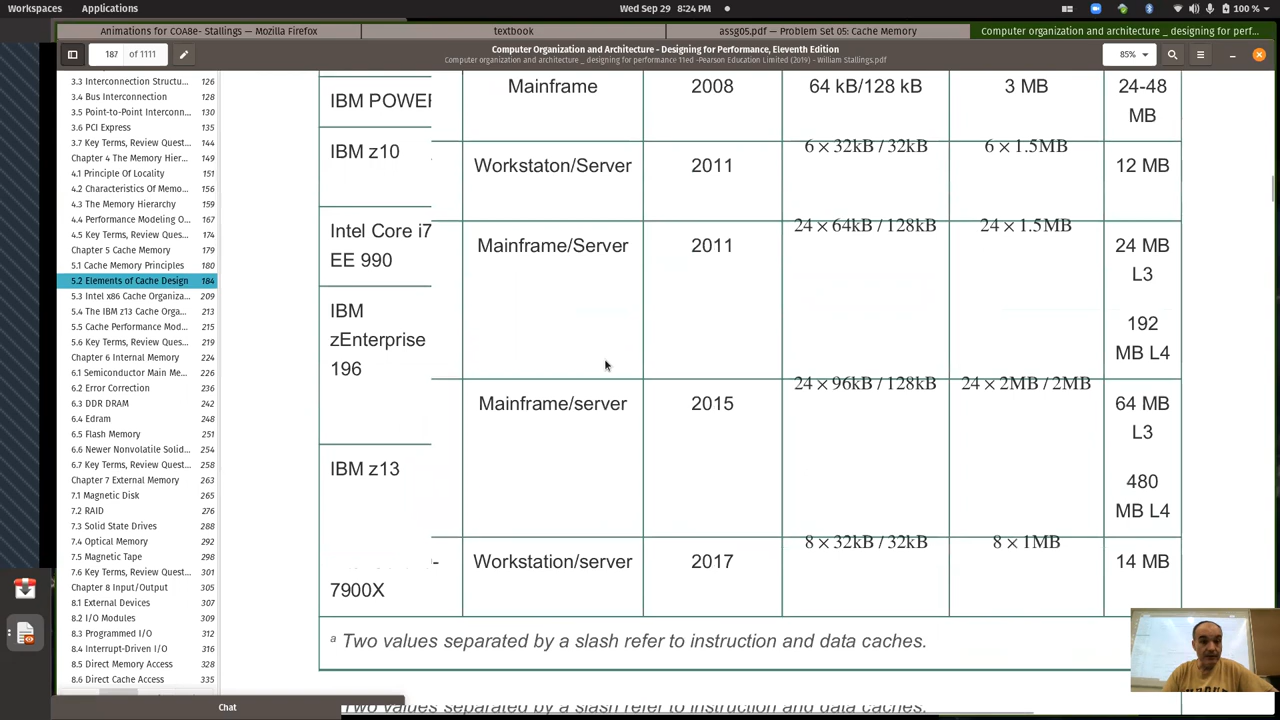 Workspaces Applications Wed Sep 29 8:24 PM 100 %
Animations for COA8e- Stallings — Mozilla Firefox textbook assg05.pdf — Problem Set 05: Cache Memory Computer organization and architecture _ designing for perf...
187 of 1111 Computer Organization and Architecture - Designing for Performance, Eleventh Edition 85%
Computer organization and architecture _ designing for performance 11ed -Pearson Education Limited (2019) - William Stallings.pdf
3.3 Interconnection Structu... 126
3.4 Bus Interconnection 128
3.5 Point-to-Point Interconn... 130
3.6 PCI Express 135
3.7 Key Terms, Review Quest... 144
Chapter 4 The Memory Hier... 149
4.1 Principle Of Locality 151
4.2 Characteristics Of Memo... 156
4.3 The Memory Hierarchy 159
4.4 Performance Modeling O... 167
4.5 Key Terms, Review Quest... 174
Chapter 5 Cache Memory 179
5.1 Cache Memory Principles 180
5.2 Elements of Cache Design 184
5.3 Intel x86 Cache Organiza... 209
5.4 The IBM z13 Cache Orga... 213
5.5 Cache Performance Mod... 215
5.6 Key Terms, Review Quest... 219
Chapter 6 Internal Memory 224
6.1 Semiconductor Main Me... 226
6.2 Error Correction 236
6.3 DDR DRAM 242
6.4 Edram 248
6.5 Flash Memory 251
6.6 Newer Nonvolatile Solid... 254
6.7 Key Terms, Review Quest... 258
Chapter 7 External Memory 263
7.1 Magnetic Disk 265
7.2 RAID 276
7.3 Solid State Drives 288
7.4 Optical Memory 292
7.5 Magnetic Tape 298
7.6 Key Terms, Review Quest... 301
Chapter 8 Input/Output 305
8.1 External Devices 307
8.2 I/O Modules 309
8.3 Programmed I/O 312
8.4 Interrupt-Driven I/O 316
8.5 Direct Memory Access 328
8.6 Direct Cache Access 335
Mainframe 2008 64 kB/128 kB 3 MB 24-48
IBM POWER
MB
IBM z10 6 × 32kB / 32kB 6 × 1.5MB
Workstaton/Server 2011 12 MB
Intel Core i7 24 × 64kB / 128kB 24 × 1.5MB
Mainframe/Server 2011 24 MB
EE 990 L3
IBM 192
zEnterprise MB L4
196
24 × 96kB / 128kB 24 × 2MB / 2MB
Mainframe/server 2015 64 MB
L3
IBM z13
480
MB L4
8 × 32kB / 32kB 8 × 1MB
Workstation/server 2017 14 MB
7900X
a Two values separated by a slash refer to instruction and data caches.
Two values separated by a slash refer to instruction and data caches.
Chat